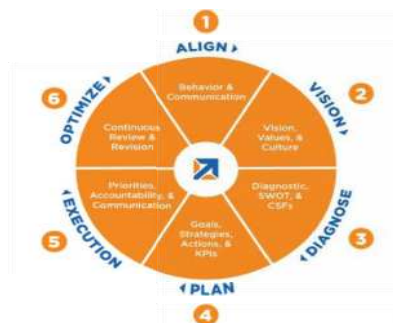 1
ALIGN
Behavior &
Communication
2
VISION
Vision,
Values, &
Culture
3
DIAGNOSE
Diagnostic,
SWOT, &
CSFs
4
PLAN
Goals,
Strategies,
Actions, &
KPIs
5
EXECUTION
Priorities,
Accountability, &
Communication
6
OPTIMIZE
Continuous
Review &
Revision